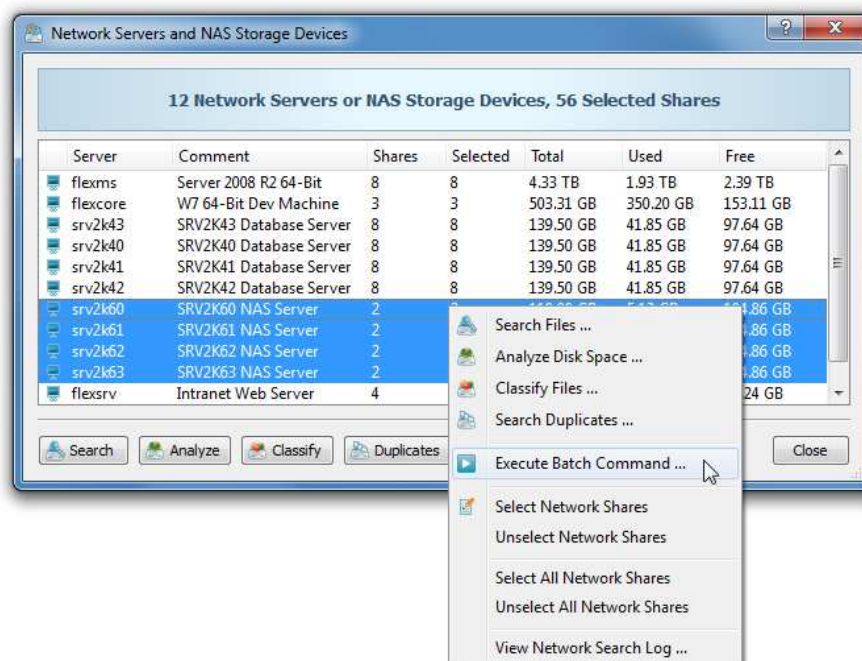 Network Servers and NAS Storage Devices
12 Network Servers or NAS Storage Devices, 56 Selected Shares
Server Comment Shares Selected Total Used Free
flexms Server 2008 R2 64-Bit 8 8 4.33 TB 1.93 TB 2.39 TB
flexcore W7 64-Bit Dev Machine 3 3 503.31 GB 350.20 GB 153.11 GB
srv2k43 SRV2K43 Database Server 8 8 139.50 GB 41.85 GB 97.64 GB
srv2k40 SRV2K40 Database Server 8 8 139.50 GB 41.85 GB 97.64 GB
srv2k41 SRV2K41 Database Server 8 8 139.50 GB 41.85 GB 97.64 GB
srv2k42 SRV2K42 Database Server 8 8 139.50 GB 41.85 GB 97.64 GB
srv2k60 SRV2K60 NAS Server 2 GB
srv2k61 SRV2K61 NAS Server 2 .86 GB
srv2k62 SRV2K62 NAS Server 2 .86 GB
srv2k63 SRV2K63 NAS Server 2 .86 GB
flexsrv Intranet Web Server 4 24 GB
Search Analyze Classify Duplicates Close
Search Files ...
Analyze Disk Space ...
Classify Files ...
Search Duplicates ...
Execute Batch Command ...
Select Network Shares
Unselect Network Shares
Select All Network Shares
Unselect All Network Shares
View Network Search Log ...